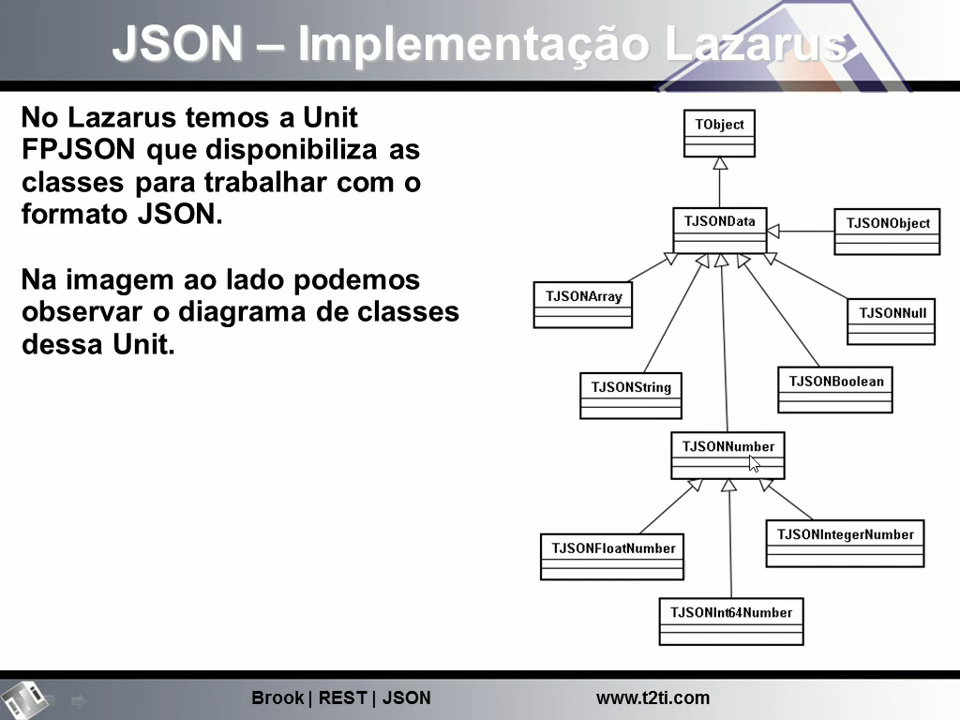 JSON – Implementação Lazarus
No Lazarus temos a Unit
FPJSON que disponibiliza as
classes para trabalhar com o
formato JSON.
Na imagem ao lado podemos
observar o diagrama de classes
dessa Unit.
TObject
TJSONData
TJSONObject
TJSONArray
TJSONNull
TJSONString
TJSONBoolean
TJSONNumber
TJSONFloatNumber
TJSONIntegerNumber
TJSONInt64Number
Brook | REST | JSON
www.t2ti.com